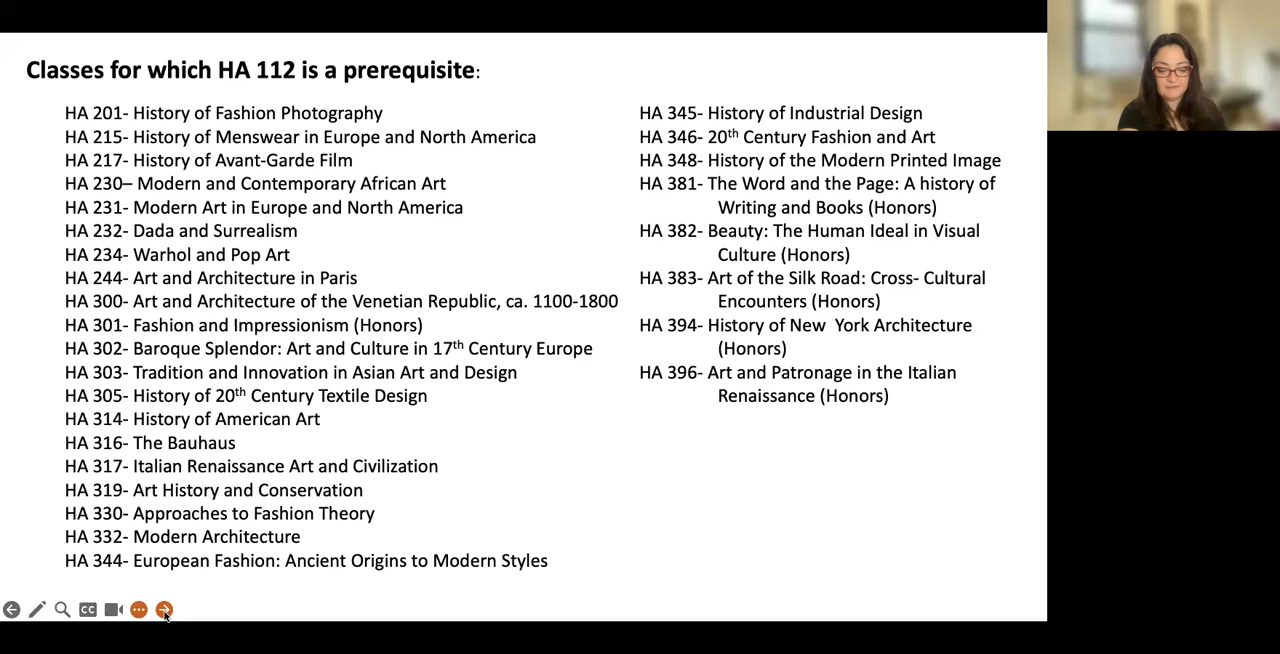 Classes for which HA 112 is a prerequisite:
HA 201- History of Fashion Photography
HA 215- History of Menswear in Europe and North America
HA 217- History of Avant-Garde Film
HA 230– Modern and Contemporary African Art
HA 231- Modern Art in Europe and North America
HA 232- Dada and Surrealism
HA 234- Warhol and Pop Art
HA 244- Art and Architecture in Paris
HA 300- Art and Architecture of the Venetian Republic, ca. 1100-1800
HA 301- Fashion and Impressionism (Honors)
HA 302- Baroque Splendor: Art and Culture in 17th Century Europe
HA 303- Tradition and Innovation in Asian Art and Design
HA 305- History of 20th Century Textile Design
HA 314- History of American Art
HA 316- The Bauhaus
HA 317- Italian Renaissance Art and Civilization
HA 319- Art History and Conservation
HA 330- Approaches to Fashion Theory
HA 332- Modern Architecture
HA 344- European Fashion: Ancient Origins to Modern Styles
HA 345- History of Industrial Design
HA 346- 20th Century Fashion and Art
HA 348- History of the Modern Printed Image
HA 381- The Word and the Page: A history of
Writing and Books (Honors)
HA 382- Beauty: The Human Ideal in Visual
Culture (Honors)
HA 383- Art of the Silk Road: Cross- Cultural
Encounters (Honors)
HA 394- History of New York Architecture
(Honors)
HA 396- Art and Patronage in the Italian
Renaissance (Honors)
CC